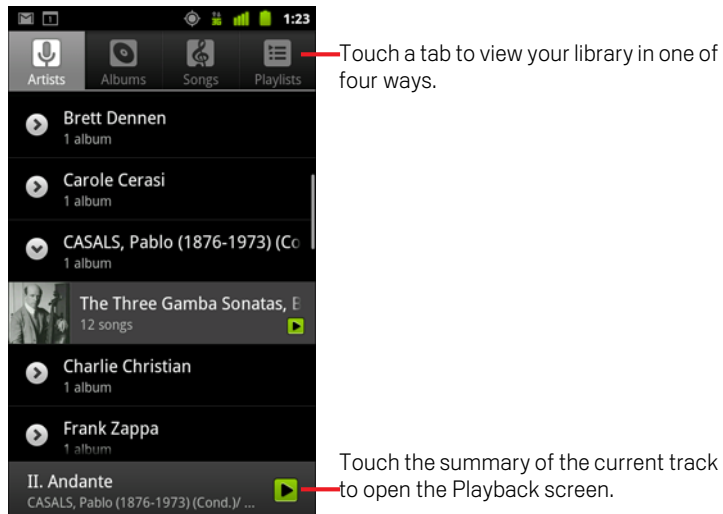 1 3G 1:23
Artists Albums Songs Playlists
Touch a tab to view your library in one of
four ways.
Brett Dennen
1 album
Carole Cerasi
1 album
CASALS, Pablo (1876-1973) (Co
1 album
The Three Gamba Sonatas, B
12 songs
Charlie Christian
1 album
Frank Zappa
1 album
II. Andante
CASALS, Pablo (1876-1973) (Cond.)/ ...
Touch the summary of the current track
to open the Playback screen.